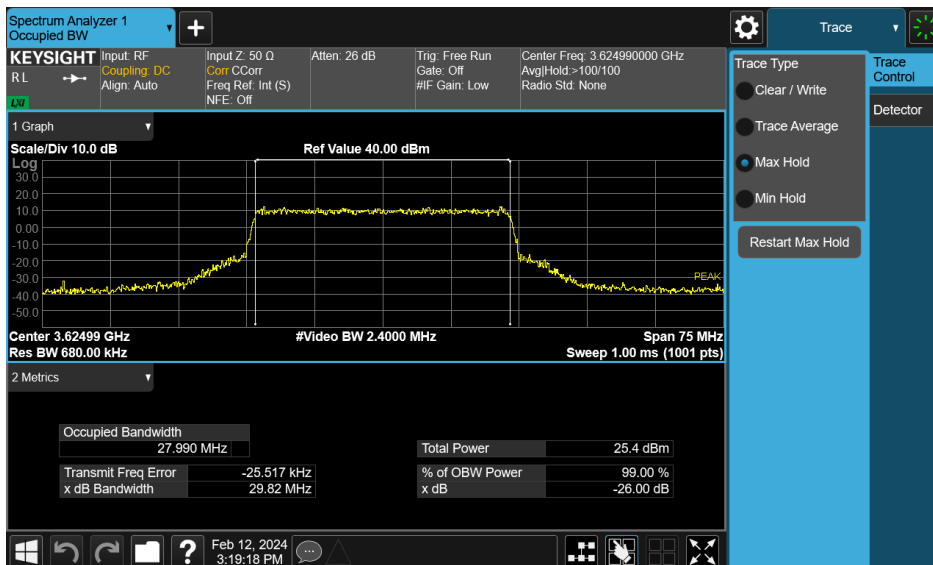 Spectrum Analyzer 1
Occupied BW
+
Trace
KEYSIGHT
R L
LXI
Input: RF
Coupling: DC
Align: Auto
Input Z: 50 Ω
Corr CCorr
Freq Ref: Int (S)
NFE: Off
Atten: 26 dB
Trig: Free Run
Gate: Off
#IF Gain: Low
Center Freq: 3.624990000 GHz
Avg|Hold:>100/100
Radio Std: None
Trace Type
Clear / Write
Trace Average
Max Hold
Min Hold
Restart Max Hold
Trace
Control
Detector
1 Graph
Scale/Div 10.0 dB
Ref Value 40.00 dBm
Log
30.0
20.0
10.0
0.00
-10.0
-20.0
-30.0
-40.0
-50.0
PEAK
Center 3.62499 GHz
#Video BW 2.4000 MHz
Span 75 MHz
Res BW 680.00 kHz
Sweep 1.00 ms (1001 pts)
2 Metrics
Occupied Bandwidth
27.990 MHz
Total Power 25.4 dBm
Transmit Freq Error -25.517 kHz
% of OBW Power 99.00 %
x dB Bandwidth 29.82 MHz
x dB -26.00 dB
?
Feb 12, 2024
3:19:18 PM